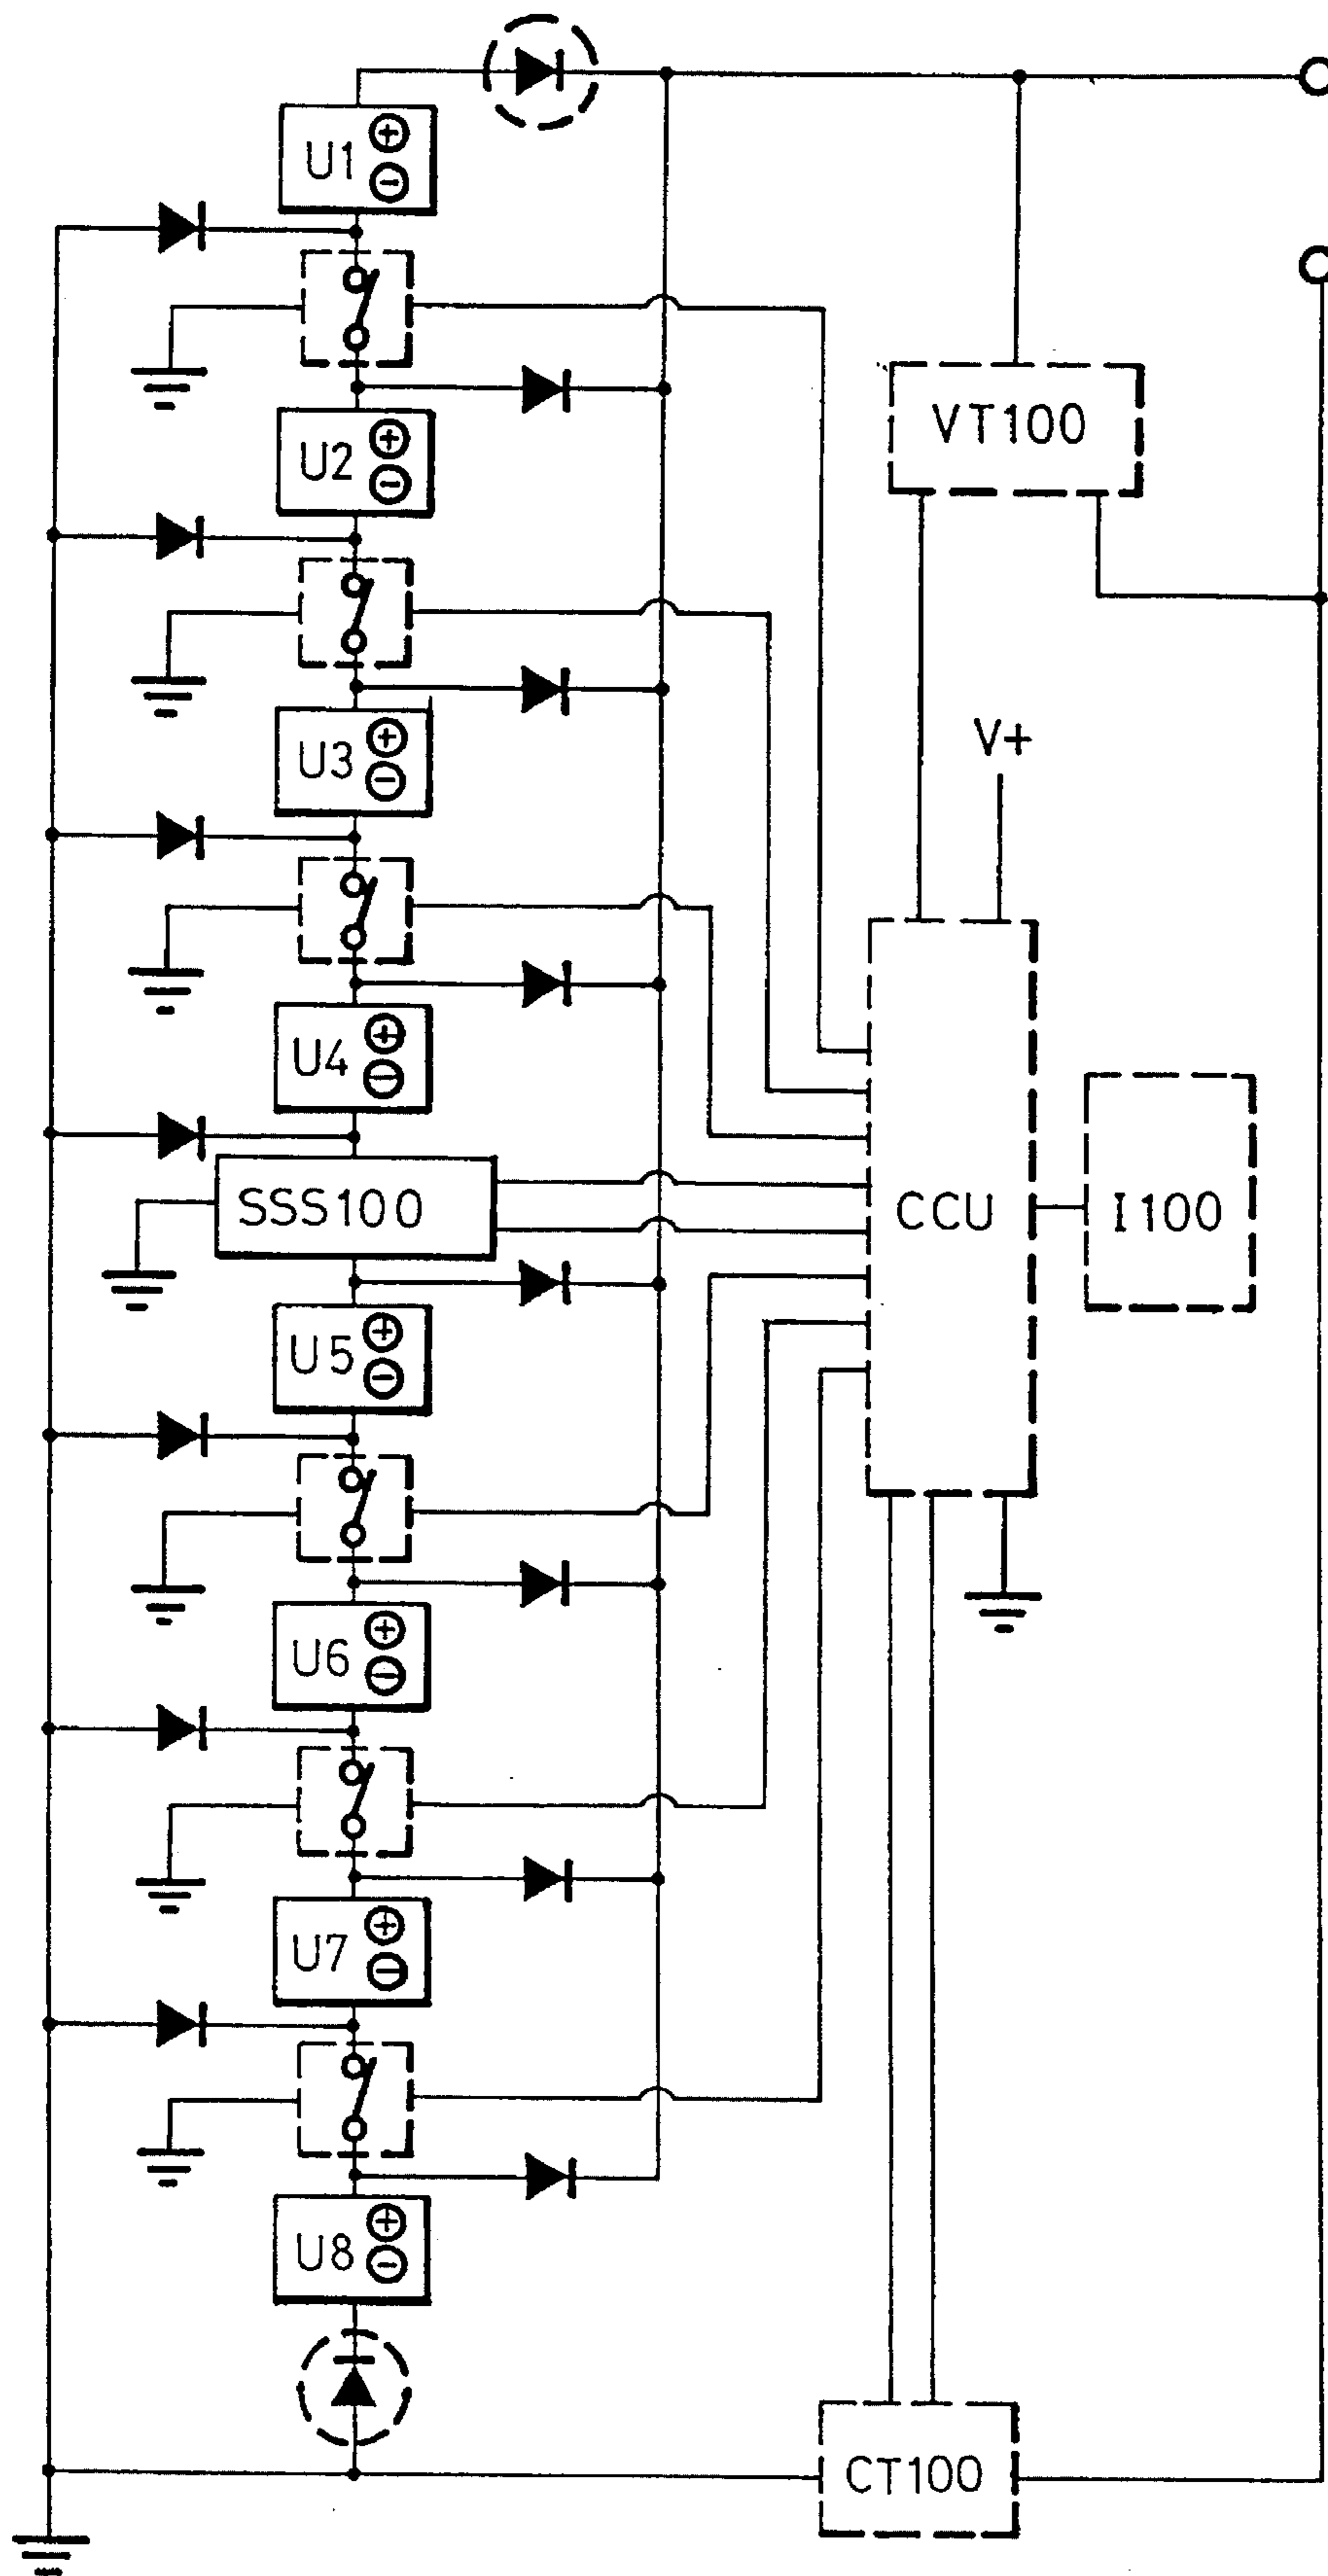 U1 ⊕
⊖
U2 ⊕
⊖
VT100
U3 ⊕
⊖
V+
U4 ⊕
⊖
SSS100
CCU
I100
U5 ⊕
⊖
U6 ⊕
⊖
U7 ⊕
⊖
U8 ⊕
⊖
CT100